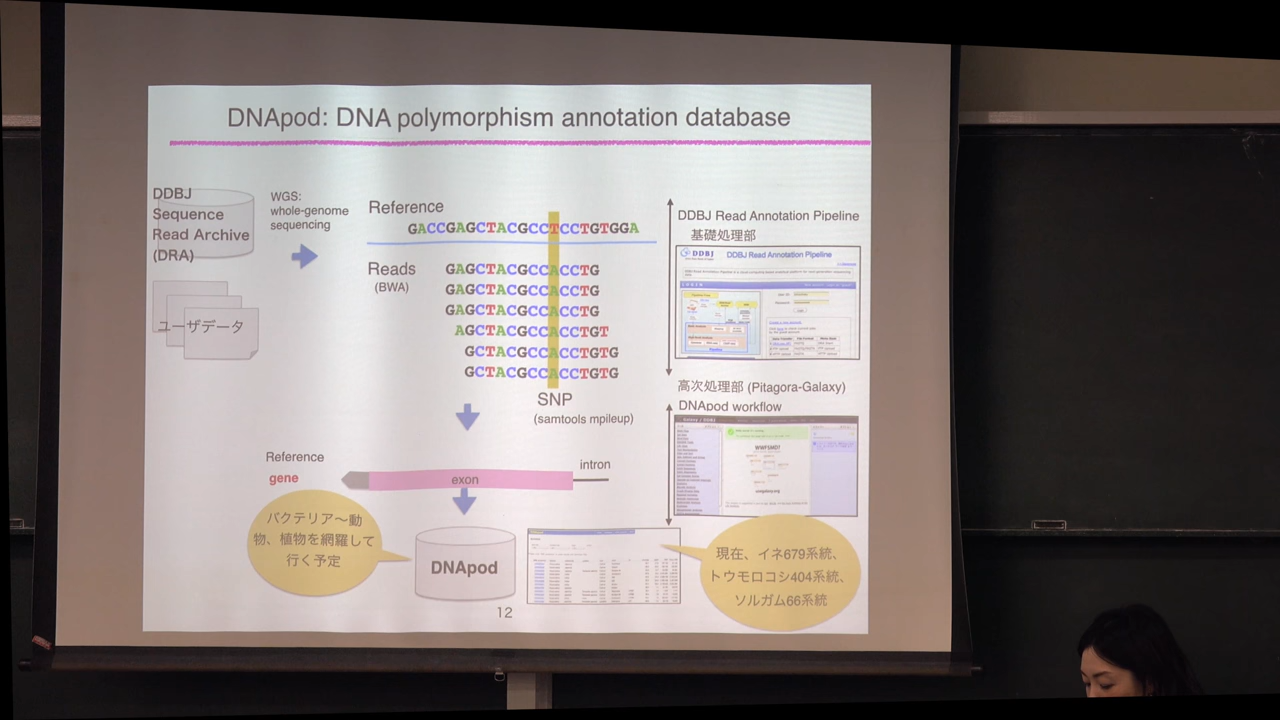 DNApod: DNA polymorphism annotation database
DDBJ
Sequence
Read Archive
(DRA)
WGS:
whole-genome
sequencing
ユーザデータ
Reference
GACCGAGCTACGCCTCCTGTGGA
Reads
(BWA)
GAGCTACGCCACCTG
GAGCTACGCCACCTG
GAGCTACGCCACCTG
AGCTACGCCACCTGT
GCTACGCCACCTGTG
GCTACGCCACCTGTG
SNP
(samtools mpileup)
DDBJ Read Annotation Pipeline
基礎処理部
DDBJ
DDBJ Read Annotation Pipeline
高次処理部 (Pitagora-Galaxy)
DNApod workflow
Galaxy / DDBJ
WWFSMD?
Reference
gene
exon
intron
バクテリア〜動
物、植物を網羅して
行く予定
DNApod
現在、イネ679系統、
トウモロコシ404系統、
ソルガム66系統
12